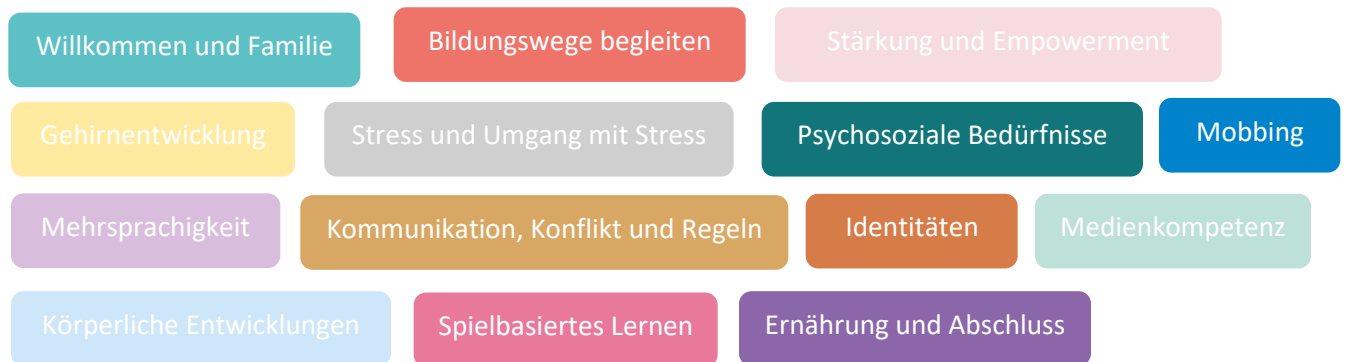 Willkommen und Familie
Bildungswege begleiten
Stärkung und Empowerment
Gehirnentwicklung
Stress und Umgang mit Stress
Psychosoziale Bedürfnisse
Mobbing
Mehrsprachigkeit
Kommunikation, Konflikt und Regeln
Identitäten
Medienkompetenz
Körperliche Entwicklungen
Spielbasiertes Lernen
Ernährung und Abschluss